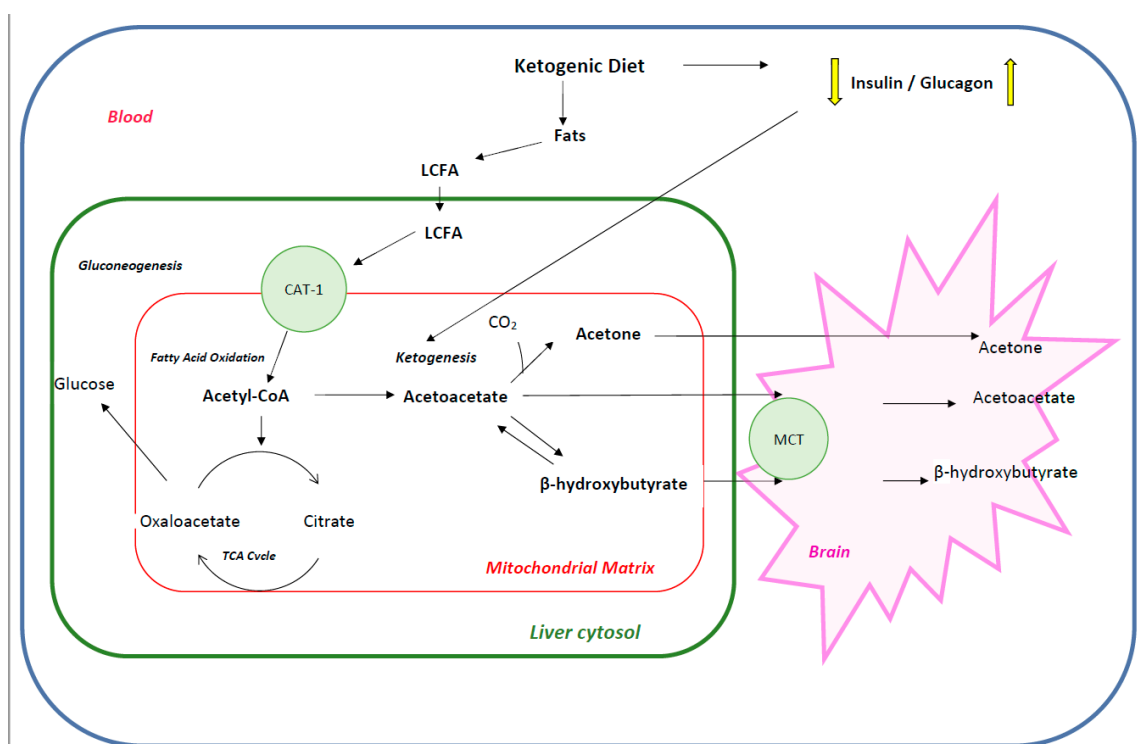 Ketogenic Diet
Insulin / Glucagon
Blood
Fats
LCFA
LCFA
Gluconeogenesis
CAT-1
CO2
Acetone
Acetone
Fatty Acid Oxidation
Ketogenesis
Glucose
Acetyl-CoA
Acetoacetate
Acetoacetate
MCT
β-hydroxybutyrate
β-hydroxybutyrate
Oxaloacetate
Citrate
TCA Cycle
Brain
Mitochondrial Matrix
Liver cytosol